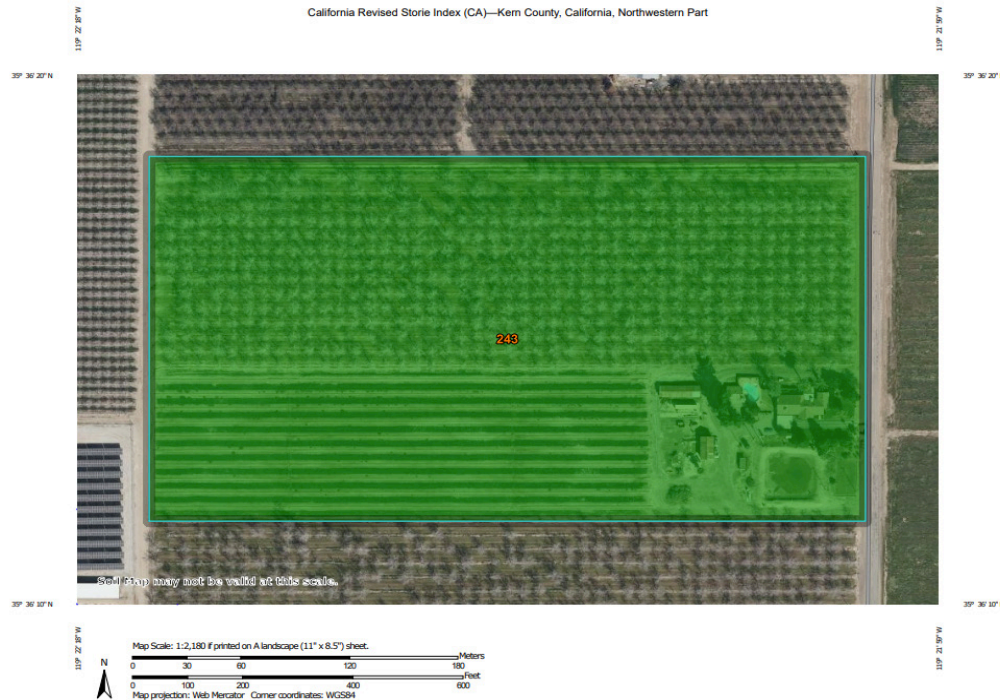 California Revised Storie Index (CA)—Kern County, California, Northwestern Part
119° 22' 18'' W
119° 21' 50'' W
35° 36' 20'' N
35° 36' 20'' N
243
Soil Map may not be valid at this scale.
35° 36' 10'' N
35° 36' 10'' N
119° 22' 18'' W
119° 21' 50'' W
Map Scale: 1:2,180 if printed on A landscape (11" x 8.5") sheet.
N
Meters
0 30 60 120 180
Feet
0 100 200 400 600
Map projection: Web Mercator Corner coordinates: WGS84